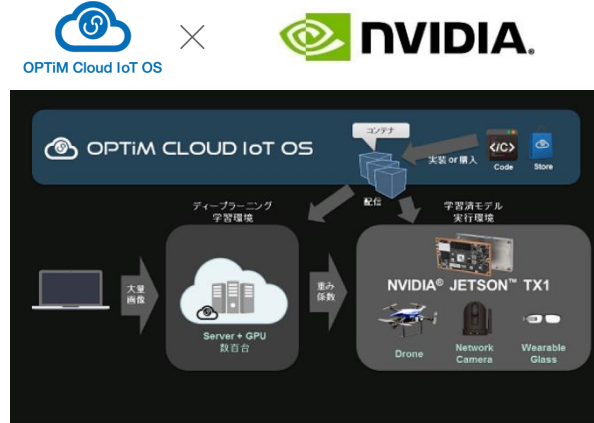 OPTiM Cloud IoT OS
×
NVIDIA.
OPTiM CLOUD IoT OS
コンテナ
実装 or 購入
</C>
Code
Store
配信
ディープラーニング
学習環境
学習済モデル
実行環境
大量
画像
Server + GPU
数百台
重み
係数
NVIDIA® JETSON™ TX1
Drone
Network
Camera
Wearable
Glass